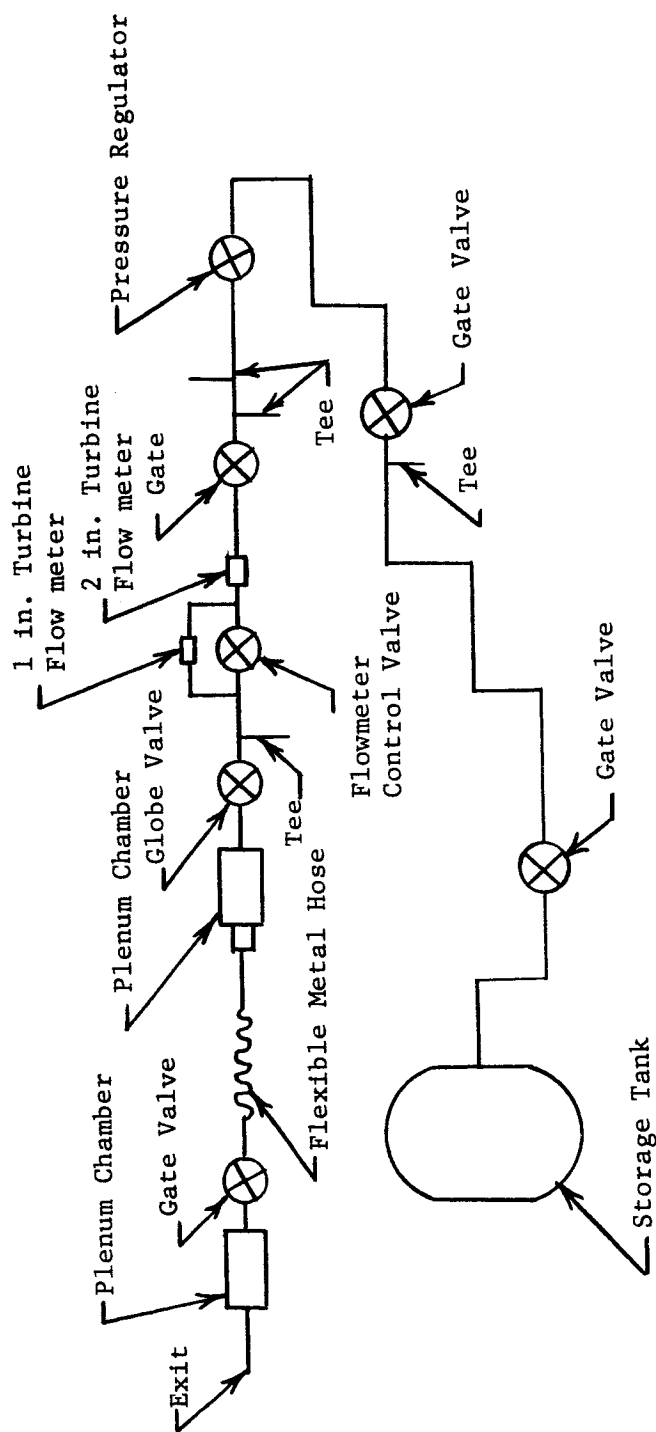 Exit
Plenum Chamber
Gate Valve
Flexible Metal Hose
Plenum Chamber
Globe Valve
Tee
1 in. Turbine
Flow meter
2 in. Turbine
Flow meter
Flowmeter
Control Valve
Gate
Tee
Pressure Regulator
Storage Tank
Gate Valve
Tee
Gate Valve